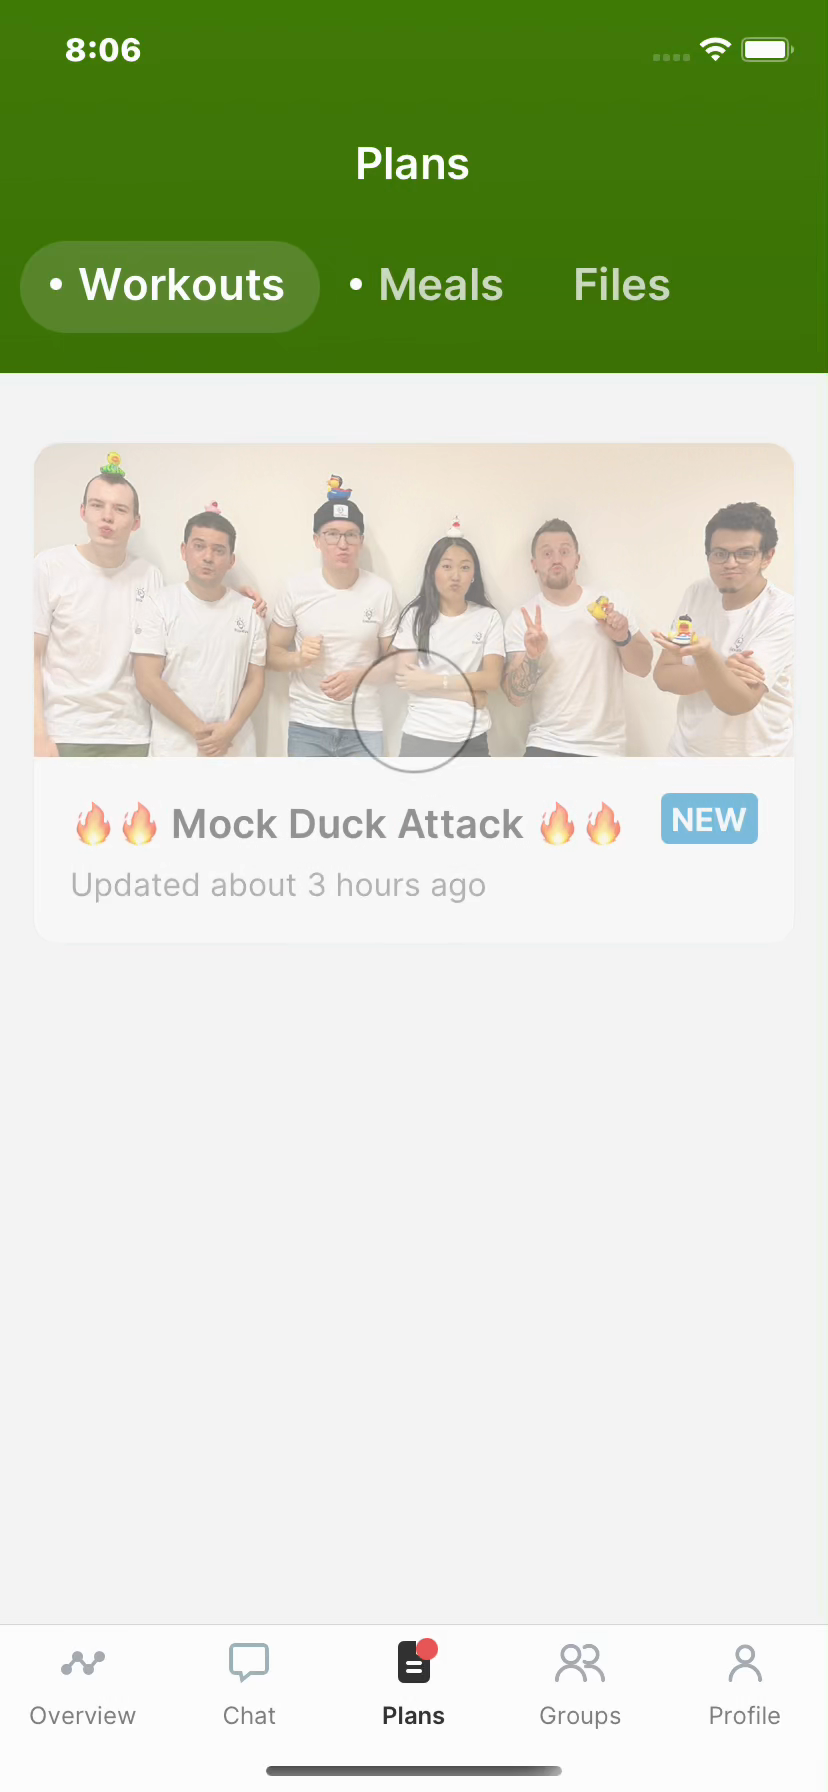 8:06
Plans
• Workouts • Meals Files
🔥🔥 Mock Duck Attack 🔥🔥 NEW
Updated about 3 hours ago
Overview Chat Plans Groups Profile